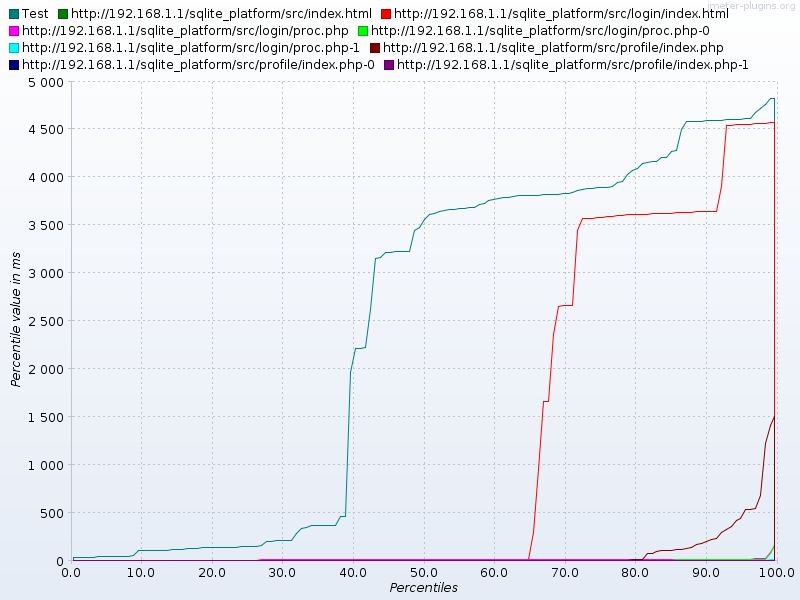 jmeter-plugins.org
Test http://192.168.1.1/sqlite_platform/src/index.html http://192.168.1.1/sqlite_platform/src/login/index.html
http://192.168.1.1/sqlite_platform/src/login/proc.php http://192.168.1.1/sqlite_platform/src/login/proc.php-0
http://192.168.1.1/sqlite_platform/src/login/proc.php-1 http://192.168.1.1/sqlite_platform/src/profile/index.php
http://192.168.1.1/sqlite_platform/src/profile/index.php-0 http://192.168.1.1/sqlite_platform/src/profile/index.php-1
5 000
4 500
4 000
3 500
3 000
2 500
2 000
1 500
1 000
500
0
Percentile value in ms
0.0 10.0 20.0 30.0 40.0 50.0 60.0 70.0 80.0 90.0 100.0
Percentiles